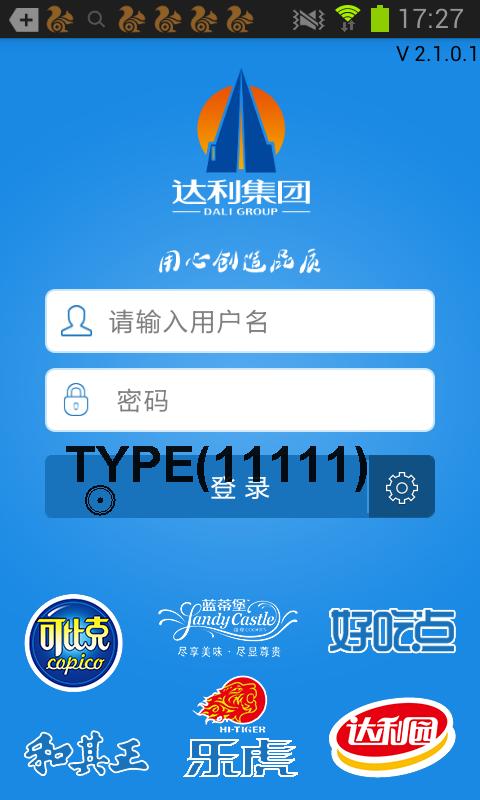 17:27
V 2.1.0.1
达利集团
DALI GROUP
用心创造品质
请输入用户名
密码
TYPE(11111)
登录
可比克
copico
蓝蒂堡
Landy Castle
印尼 COOKIES
尽享美味·尽显尊贵
好吃点
和其正
HI-TIGER
乐虎
达利园